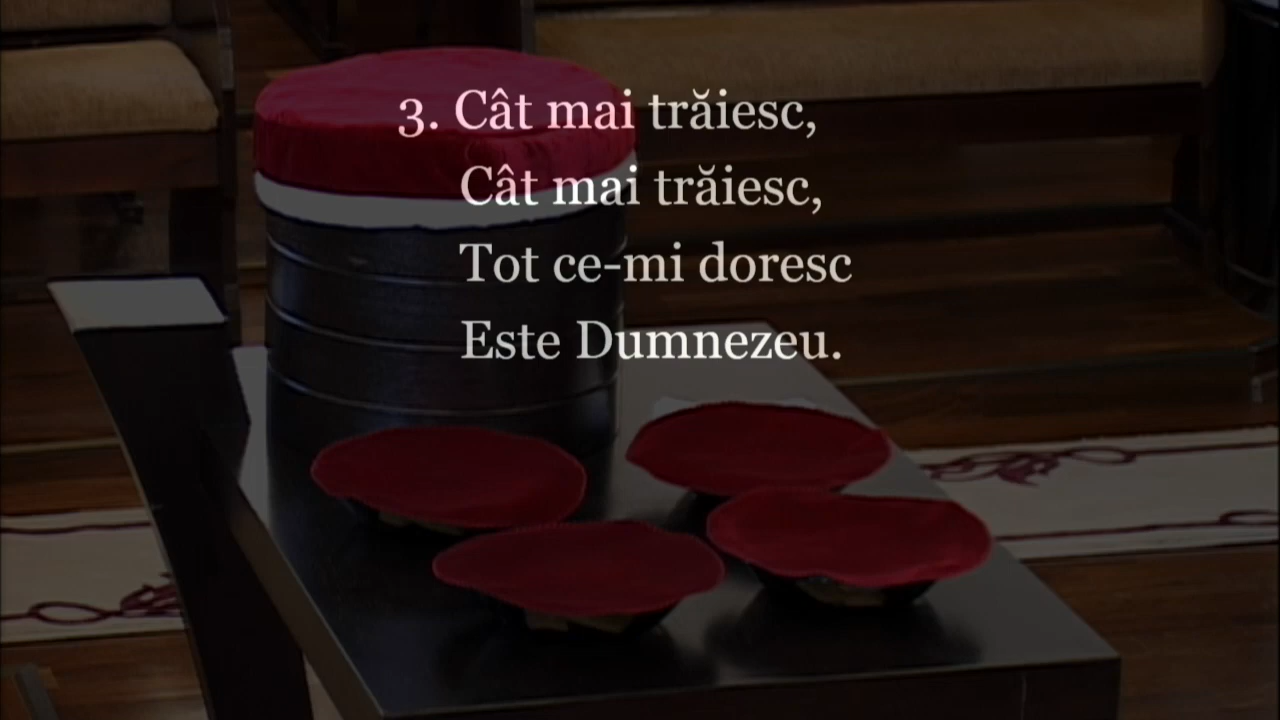 3. Cât mai trăiesc,
Cât mai trăiesc,
Tot ce-mi doresc
Este Dumnezeu.